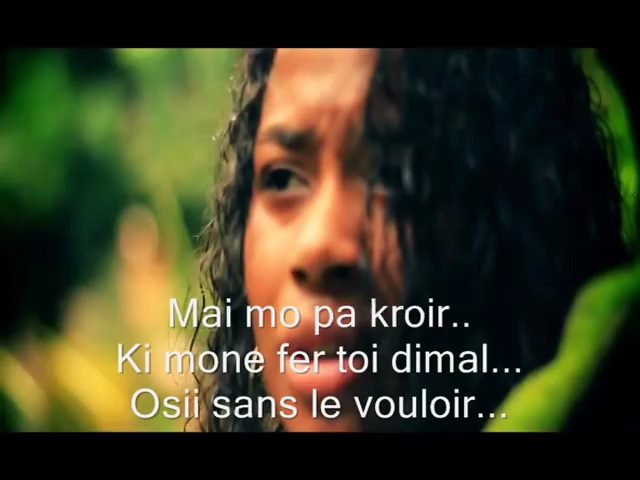 Mai mo pa kroir..
Ki mone fer toi dimal...
Osii sans le vouloir...